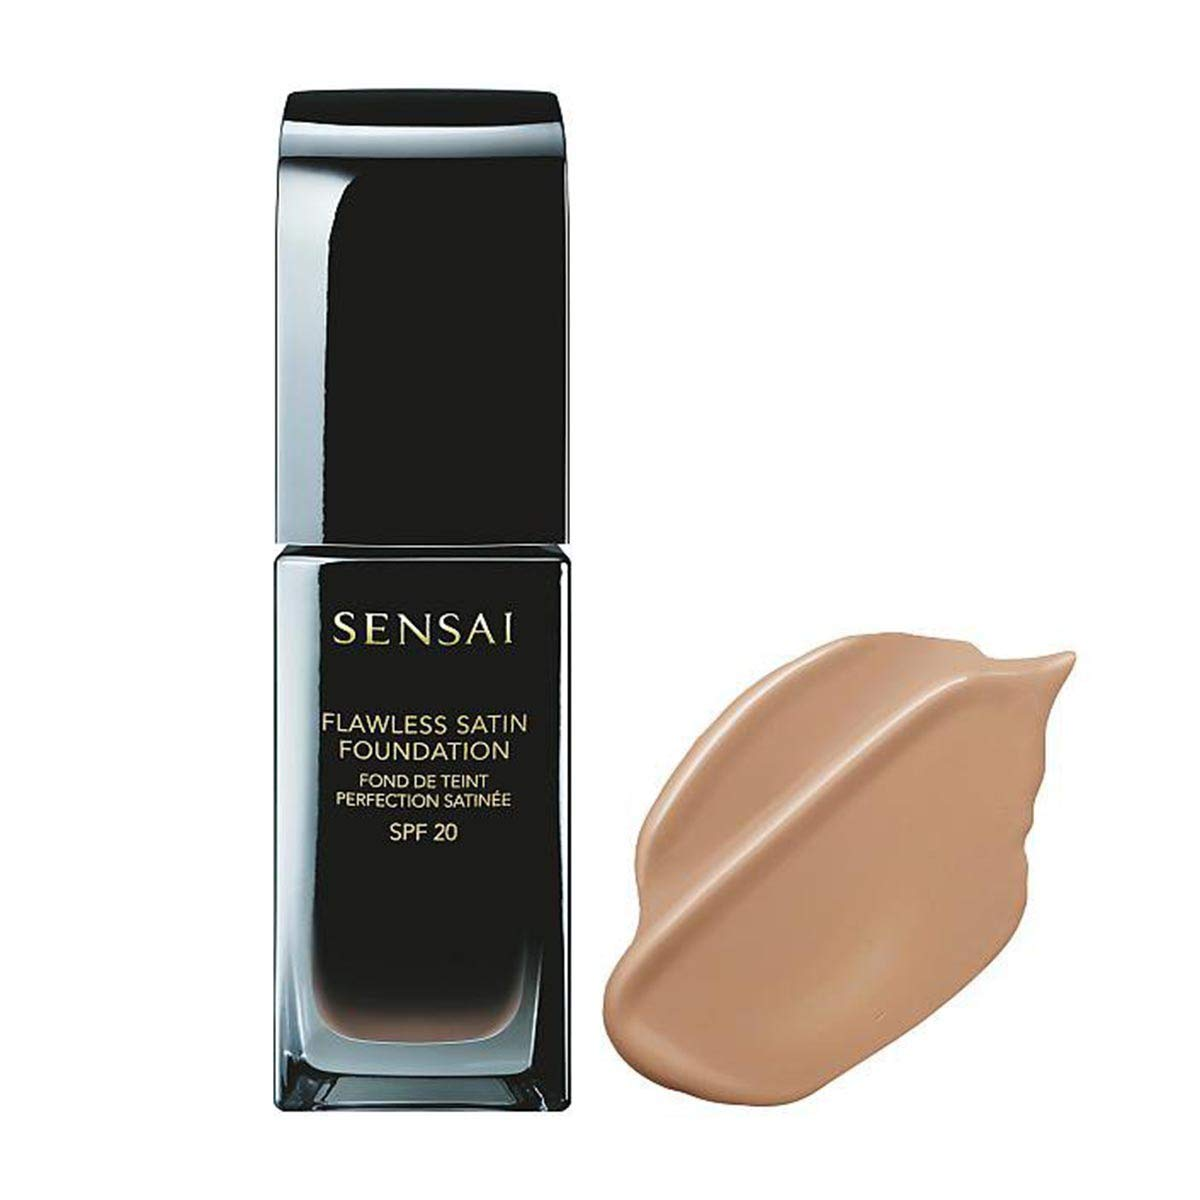 SENSAI
FLAWLESS SATIN
FOUNDATION
FOND DE TEINT
PERFECTION SATINÉE
SPF 20